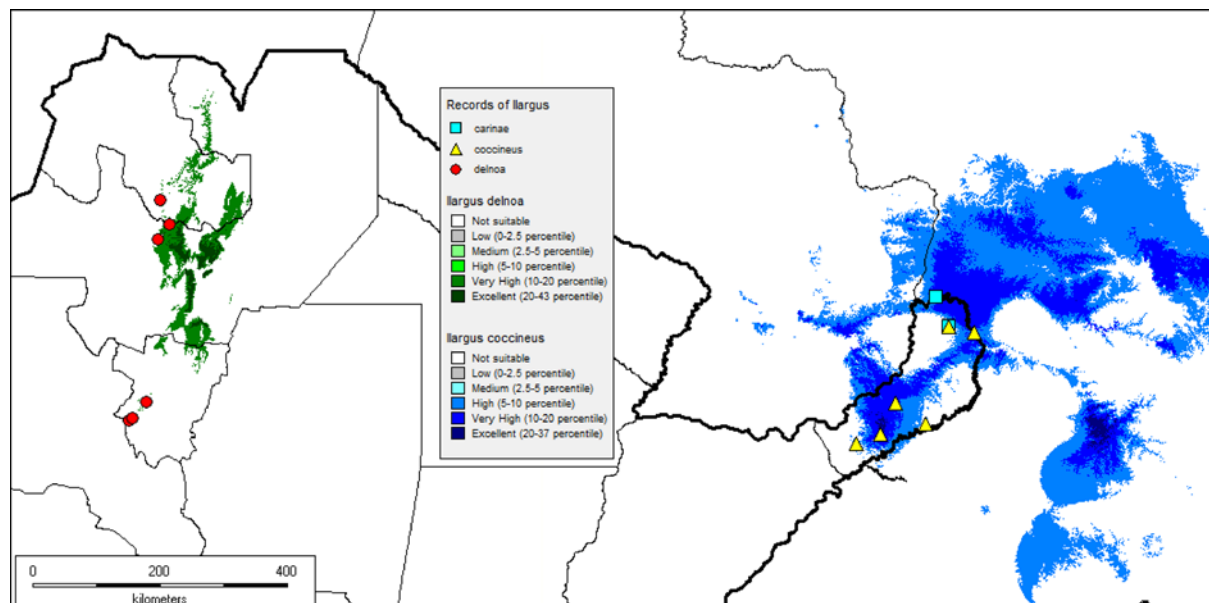 Records of Ilargus
carinae
coccineus
delnoa
Ilargus delnoa
Not suitable
Low (0-2.5 percentile)
Medium (2.5-5 percentile)
High (5-10 percentile)
Very High (10-20 percentile)
Excellent (20-43 percentile)
Ilargus coccineus
Not suitable
Low (0-2.5 percentile)
Medium (2.5-5 percentile)
High (5-10 percentile)
Very High (10-20 percentile)
Excellent (20-37 percentile)
0 200 400
kilometers